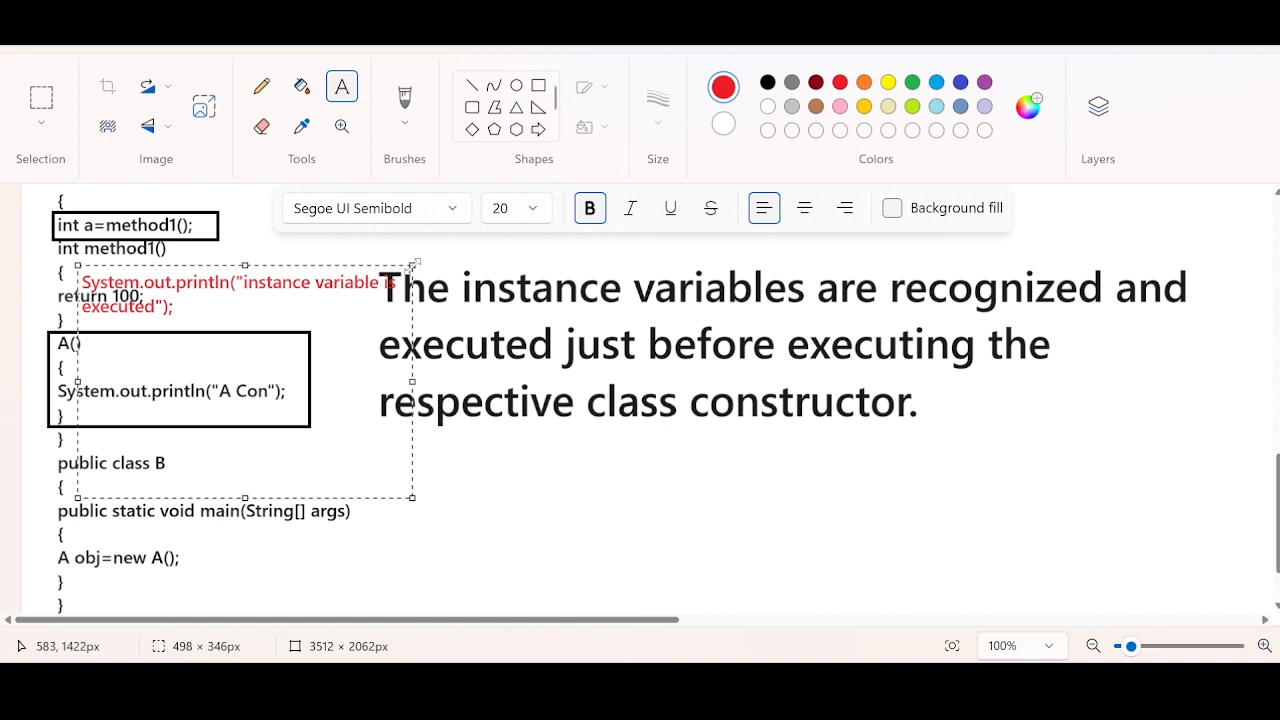 Selection
Image
Tools
Brushes
Shapes
Size
Colors
Layers
Segoe UI Semibold
20
B I U S
Background fill
{
int a=method1();
int method1()
{
System.out.println("instance variable is
return 100;
executed");
}
A()
{
System.out.println("A Con");
}
}
public class B
{
public static void main(String[] args)
{
A obj=new A();
}
}
The instance variables are recognized and
executed just before executing the
respective class constructor.
583, 1422px
498 × 346px
3512 × 2062px
100%